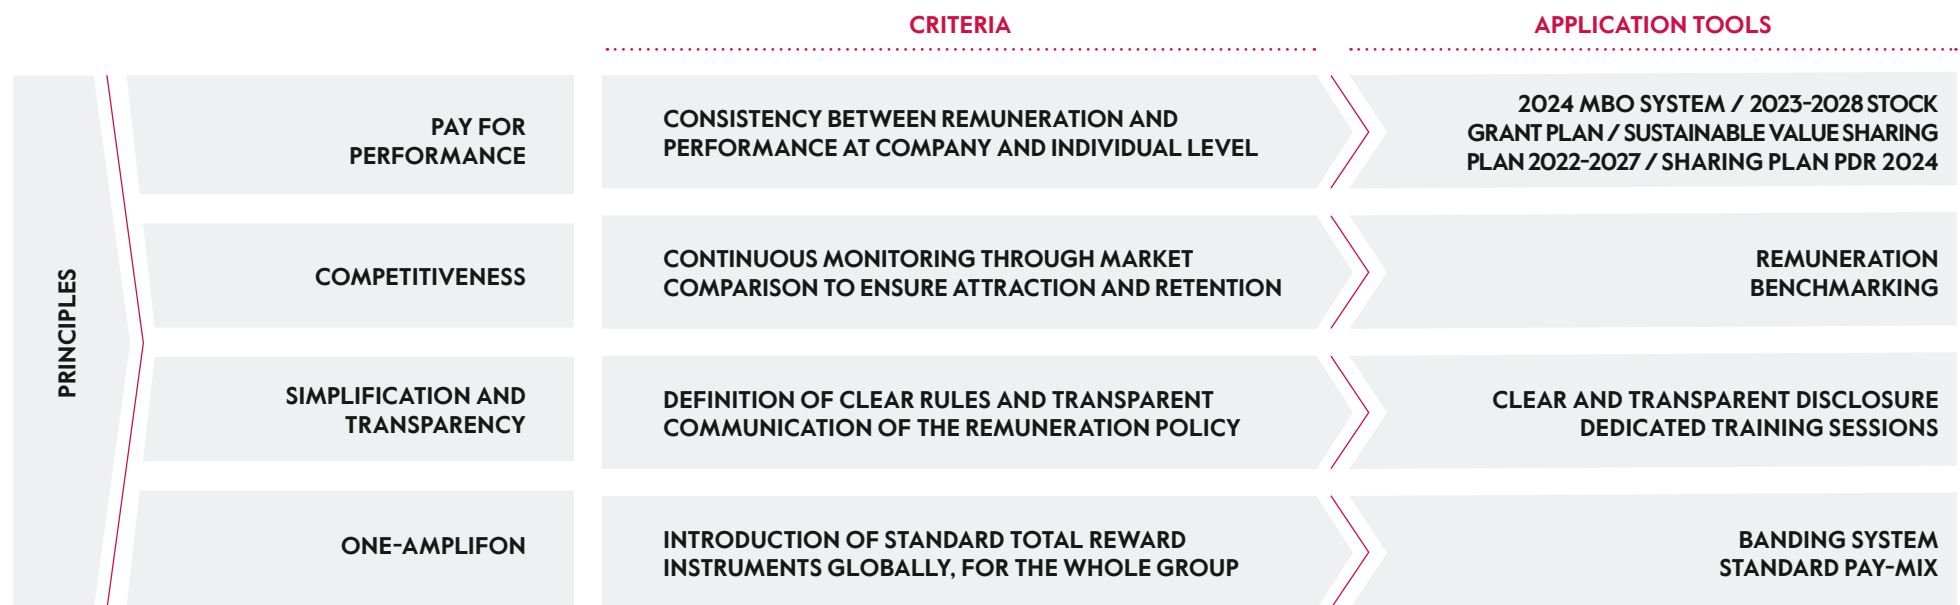 CRITERIA
APPLICATION TOOLS
PRINCIPLES
PAY FOR
PERFORMANCE
CONSISTENCY BETWEEN REMUNERATION AND
PERFORMANCE AT COMPANY AND INDIVIDUAL LEVEL
2024 MBO SYSTEM / 2023-2028 STOCK
GRANT PLAN / SUSTAINABLE VALUE SHARING
PLAN 2022-2027 / SHARING PLAN PDR 2024
COMPETITIVENESS
CONTINUOUS MONITORING THROUGH MARKET
COMPARISON TO ENSURE ATTRACTION AND RETENTION
REMUNERATION
BENCHMARKING
SIMPLIFICATION AND
TRANSPARENCY
DEFINITION OF CLEAR RULES AND TRANSPARENT
COMMUNICATION OF THE REMUNERATION POLICY
CLEAR AND TRANSPARENT DISCLOSURE
DEDICATED TRAINING SESSIONS
ONE-AMPLIFON
INTRODUCTION OF STANDARD TOTAL REWARD
INSTRUMENTS GLOBALLY, FOR THE WHOLE GROUP
BANDING SYSTEM
STANDARD PAY-MIX